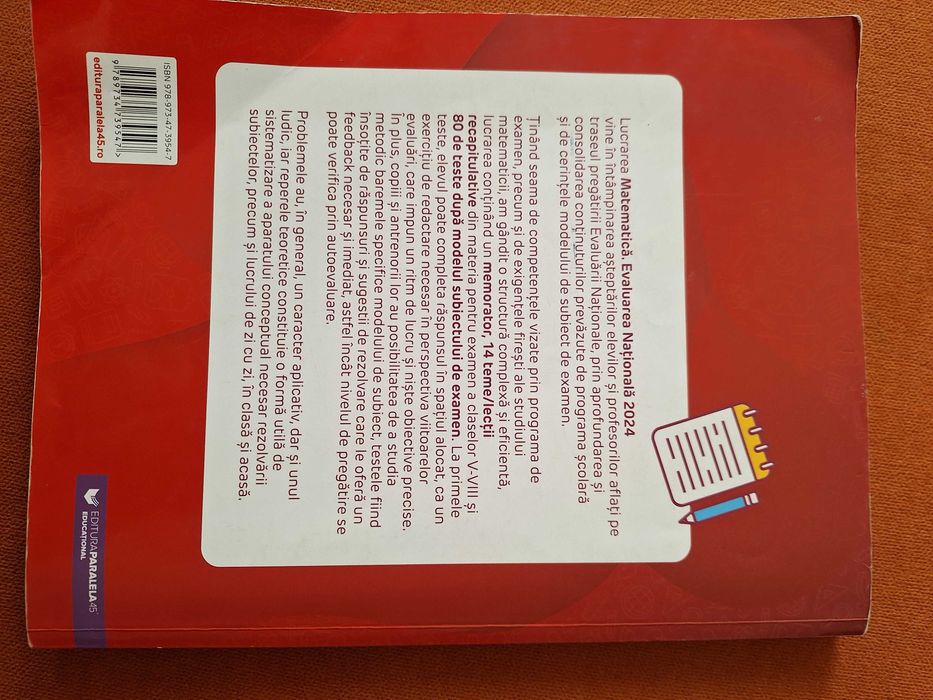 Lucrarea Matematică. Evaluarea Națională 2024
vine în întâmpinarea așteptărilor elevilor și profesorilor aflați pe
traseul pregătirii Evaluării Naționale, prin aprofundarea și
consolidarea conținuturilor prevăzute de programa școlară
și de cerințele modelului de subiect de examen.
Ținând seama de competențele vizate prin programa de
examen, precum și de exigențele firești ale studiului
matematicii, am gândit o structură complexă și eficientă,
lucrarea conținând un memorator, 14 teme/lecții
recapitulative din materia pentru examen a claselor V-VIII și
80 de teste după modelul subiectului de examen. La primele
teste, elevul poate completa răspunsul în spațiul alocat, ca un
exercițiu de redactare necesar în perspectiva viitoarelor
evaluări, care impun un ritm de lucru și niște obiective precise.
În plus, copiii și antrenorii lor au posibilitatea de a studia
metodic baremele specifice modelului de subiect, testele fiind
însoțite de răspunsuri și sugestii de rezolvare care le oferă un
feedback necesar și imediat, astfel încât nivelul de pregătire se
poate verifica prin autoevaluare.
Problemele au, în general, un caracter aplicativ, dar și unul
ludic, iar reperele teoretice constituie o formă utilă de
sistematizare a aparatului conceptual necesar rezolvării
subiectelor, precum și lucrului de zi cu zi, în clasă și acasă.
ISBN 978-973-47-3954-7
9 789734 739547 >
edituraparalela45.ro
EDITURA PARALELA 45
EDUCAȚIONAL